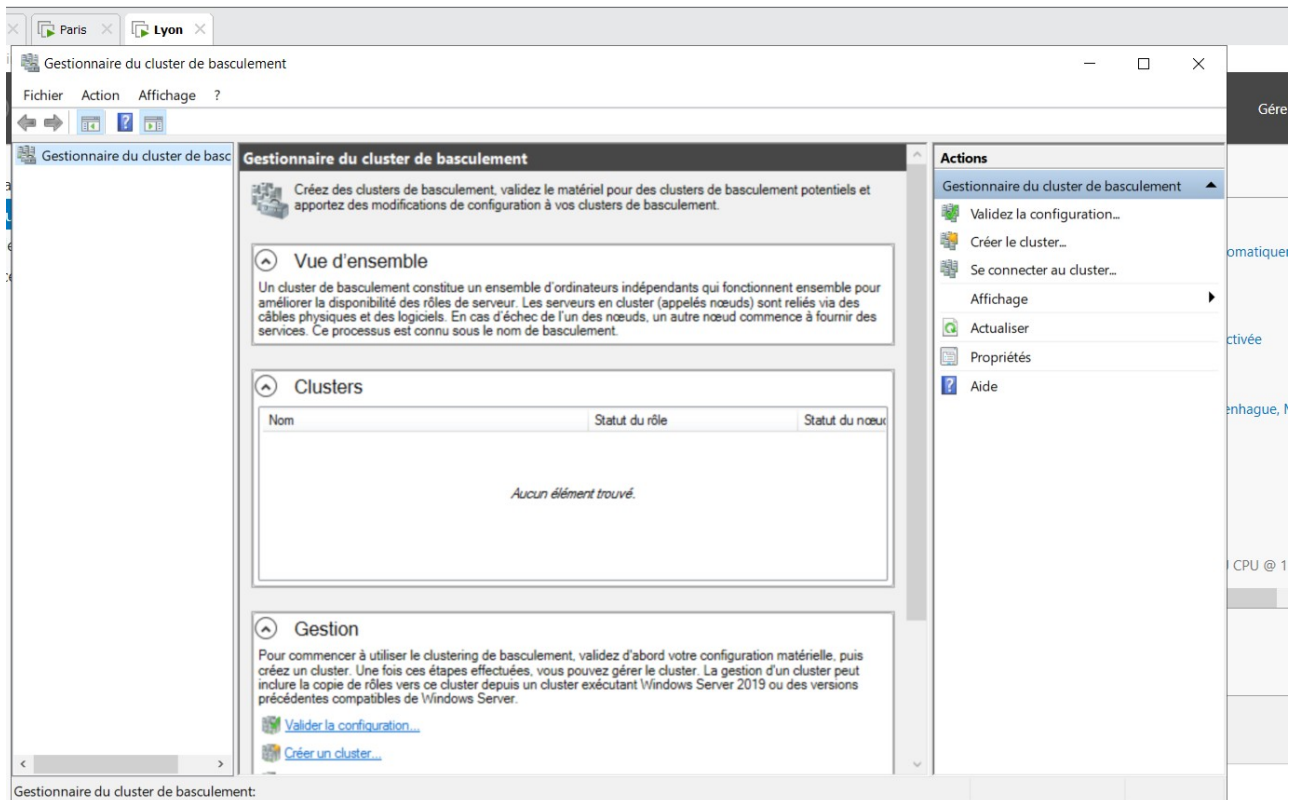 Paris
Lyon
Gestionnaire du cluster de basculement
Fichier Action Affichage ?
Gestionnaire du cluster de basc
Gestionnaire du cluster de basculement
Créez des clusters de basculement, validez le matériel pour des clusters de basculement potentiels et
apportez des modifications de configuration à vos clusters de basculement.
Vue d'ensemble
Un cluster de basculement constitue un ensemble d'ordinateurs indépendants qui fonctionnent ensemble pour
améliorer la disponibilité des rôles de serveur. Les serveurs en cluster (appelés nœuds) sont reliés via des
câbles physiques et des logiciels. En cas d'échec de l'un des nœuds, un autre nœud commence à fournir des
services. Ce processus est connu sous le nom de basculement.
Clusters
Nom Statut du rôle Statut du nœuc
Aucun élément trouvé.
Gestion
Pour commencer à utiliser le clustering de basculement, validez d'abord votre configuration matérielle, puis
créez un cluster. Une fois ces étapes effectuées, vous pouvez gérer le cluster. La gestion d'un cluster peut
inclure la copie de rôles vers ce cluster depuis un cluster exécutant Windows Server 2019 ou des versions
précédentes compatibles de Windows Server.
Valider la configuration...
Créer un cluster...
Actions
Gestionnaire du cluster de basculement
Validez la configuration...
Créer le cluster...
Se connecter au cluster...
Affichage
Actualiser
Propriétés
Aide
Gére
omatiquer
ctivée
enhague,
CPU @ 1
Gestionnaire du cluster de basculement: